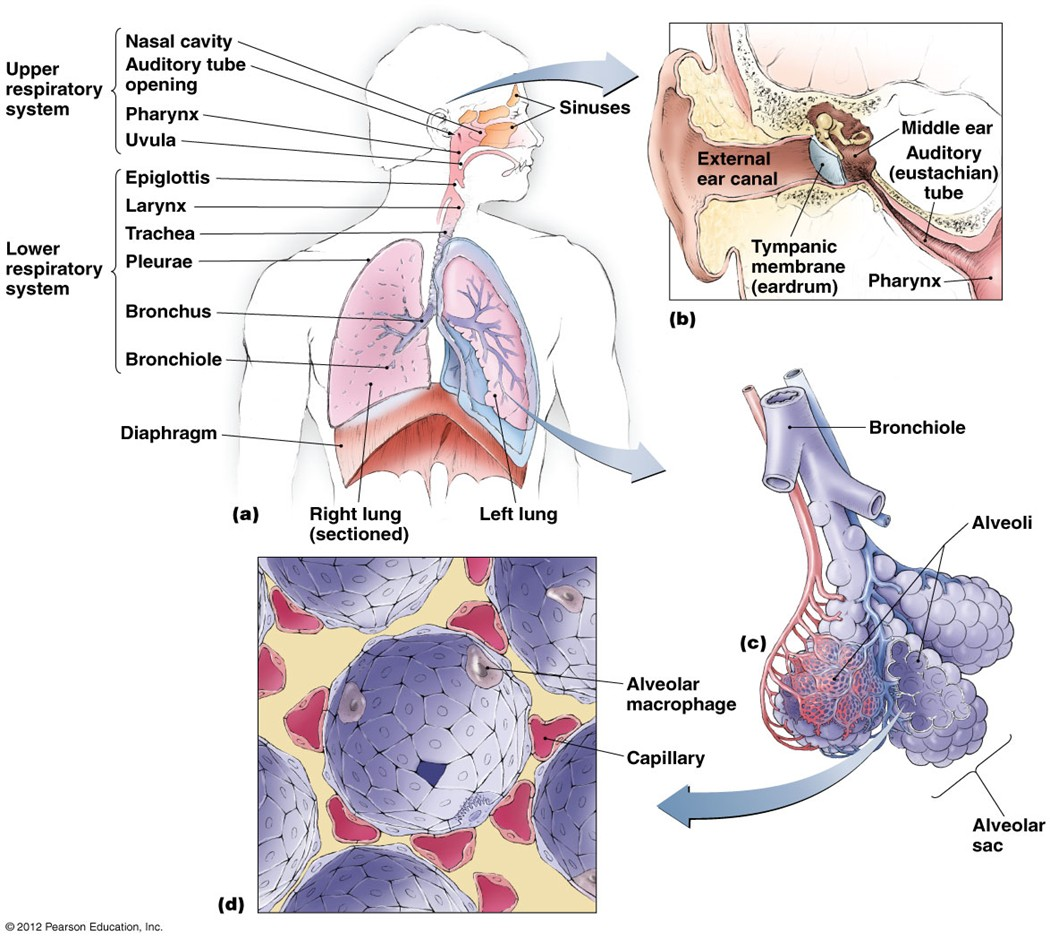 Upper
respiratory
system
Nasal cavity
Auditory tube
opening
Pharynx
Uvula
Sinuses
Lower
respiratory
system
Epiglottis
Larynx
Trachea
Pleurae
Bronchus
Bronchiole
Diaphragm
(a)
Right lung
(sectioned)
Left lung
External
ear canal
Middle ear
Auditory
(eustachian)
tube
Tympanic
membrane
(eardrum)
Pharynx
(b)
Bronchiole
Alveoli
(c)
Alveolar
sac
Alveolar
macrophage
Capillary
(d)
© 2012 Pearson Education, Inc.